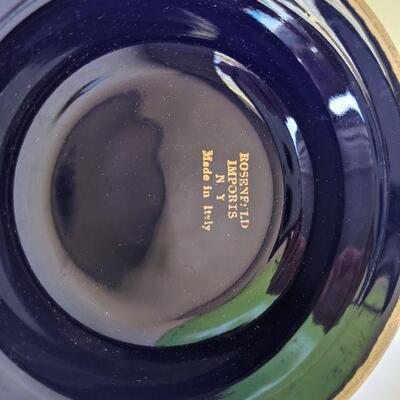 ROSENFELD
IMPORTS
N Y
Made in Italy